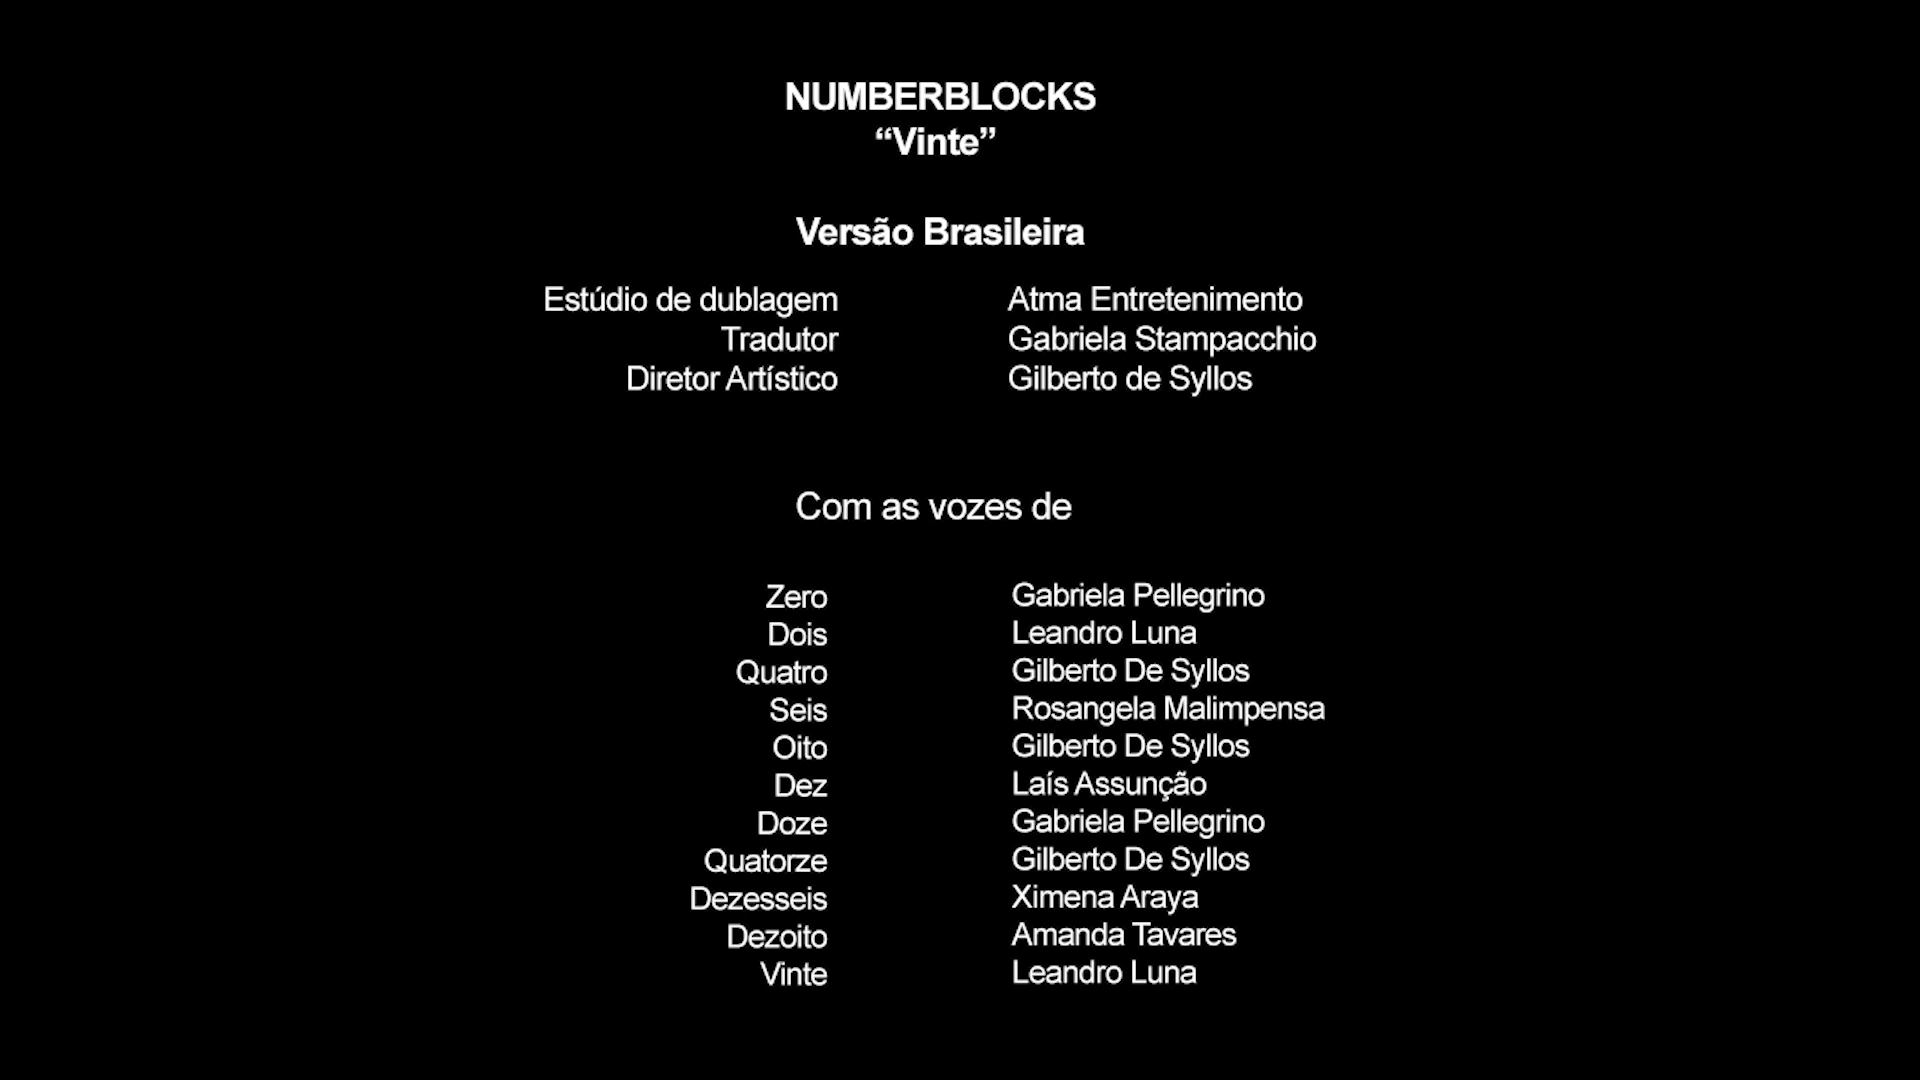 NUMBERBLOCKS
“Vinte”
Versão Brasileira
Estúdio de dublagem Atma Entretenimento
Tradutor Gabriela Stampacchio
Diretor Artístico Gilberto de Syllos
Com as vozes de
Zero Gabriela Pellegrino
Dois Leandro Luna
Quatro Gilberto De Syllos
Seis Rosangela Malimpensa
Oito Gilberto De Syllos
Dez Laís Assunção
Doze Gabriela Pellegrino
Quatorze Gilberto De Syllos
Dezesseis Ximena Araya
Dezoito Amanda Tavares
Vinte Leandro Luna